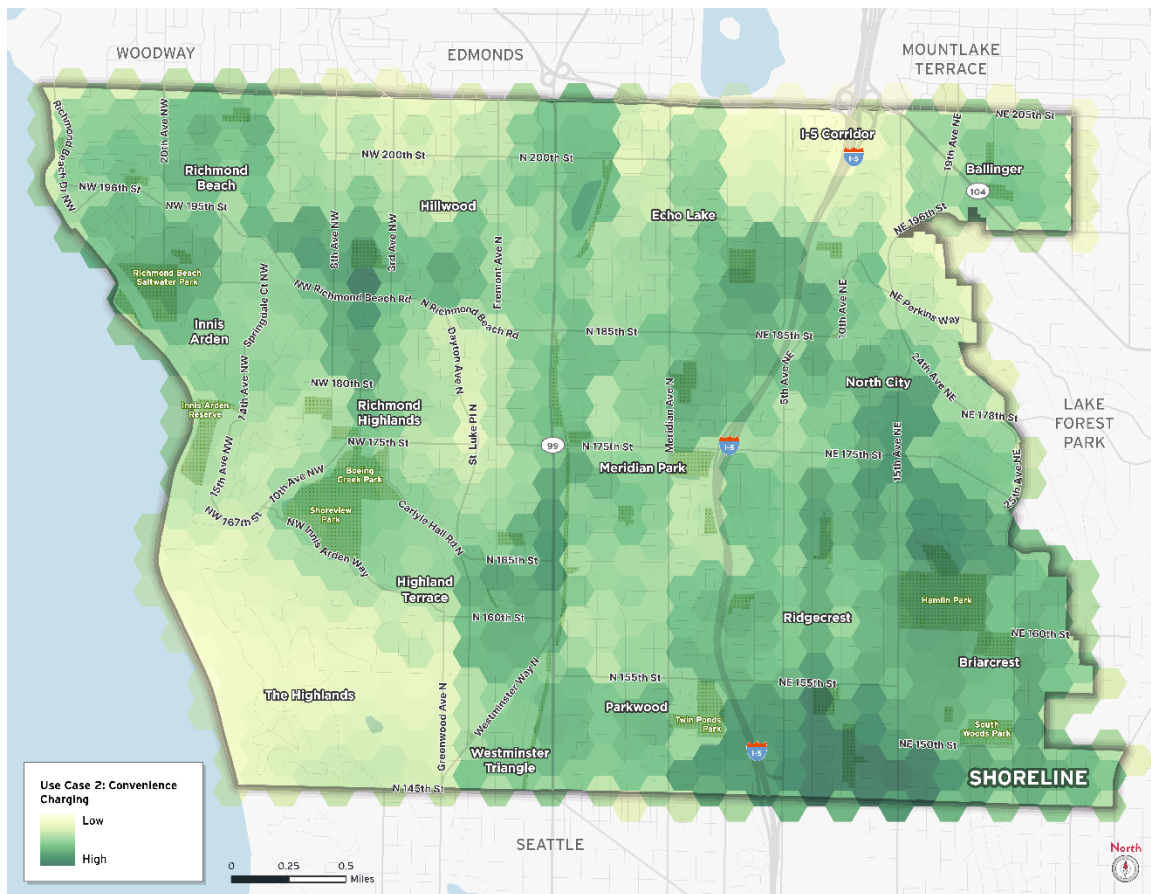 WOODWAY
EDMONDS
MOUNTLAKE
TERRACE
Richmond Beach Dr NW
20th Ave NW
NE 205th St
I-5 Corridor
I-5
19th Ave NE
NW 200th St
N 200th St
Richmond
Beach
Ballinger
104
NW 196th St
NW 195th St
Hillwood
Echo Lake
NE 196th St
8th Ave NW
3rd Ave NW
Fremont Ave N
Richmond Beach
Saltwater Park
NW Richmond Beach Rd
N Richmond Beach Rd
10th Ave NE
NE Perkins Way
Innis
Arden
Springdale Ct NW
Dayton Ave N
N 185th St
NE 185th St
5th Ave NE
24th Ave NE
North City
NW 180th St
14th Ave NW
Meridian Ave N
Innis Arden
Reserve
Richmond
Highlands
St. Luke Pl N
NE 178th St
LAKE
FOREST
PARK
NW 175th St
99
N 175th St
I-5
NE 175th St
15th Ave NE
Meridian Park
25th Ave NE
15th Ave NW
10th Ave NW
Boeing
Creek Park
Shoreview
Park
NW 167th St
NW Innis Arden Way
Carlyle Hall Rd N
N 165th St
Highland
Terrace
Hamlin Park
N 160th St
Ridgecrest
NE 160th St
Briarcrest
The Highlands
Greenwood Ave N
Westminster Way N
N 155th St
NE 155th St
Parkwood
Twin Ponds
Park
South
Woods Park
NE 150th St
I-5
Westminster
Triangle
SHORELINE
N 145th St
Use Case 2: Convenience
Charging
Low
High
SEATTLE
North
0
0.25
0.5
Miles